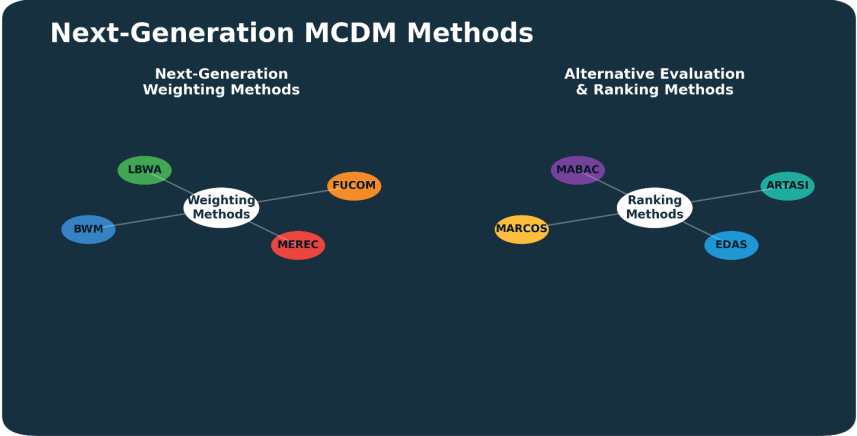 Next-Generation MCDM Methods
Next-Generation
Weighting Methods
LBWA
FUCOM
Weighting
Methods
BWM
MEREC
Alternative Evaluation
& Ranking Methods
MABAC
ARTASI
Ranking
Methods
MARCOS
EDAS